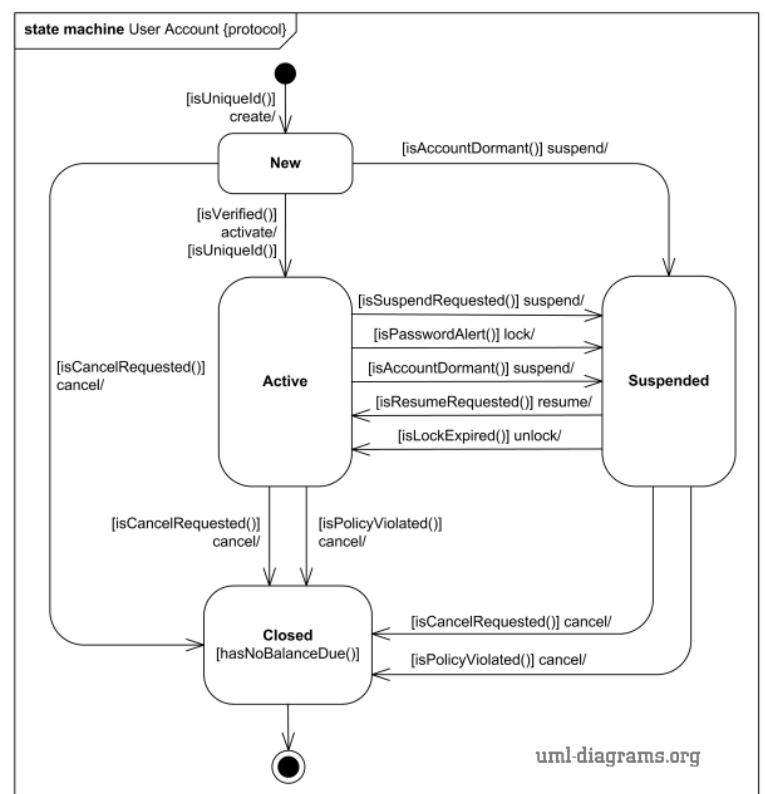 state machine User Account {protocol}
[isUniqueId()]
create/
New
[isAccountDormant()] suspend/
[isVerified()]
activate/
[isUniqueId()]
[isSuspendRequested()] suspend/
[isPasswordAlert()] lock/
[isCancelRequested()]
cancel/
Active
[isAccountDormant()] suspend/
Suspended
[isResumeRequested()] resume/
[isLockExpired()] unlock/
[isCancelRequested()]
cancel/
[isPolicyViolated()]
cancel/
Closed
[hasNoBalanceDue()]
[isCancelRequested()] cancel/
[isPolicyViolated()] cancel/
uml-diagrams.org